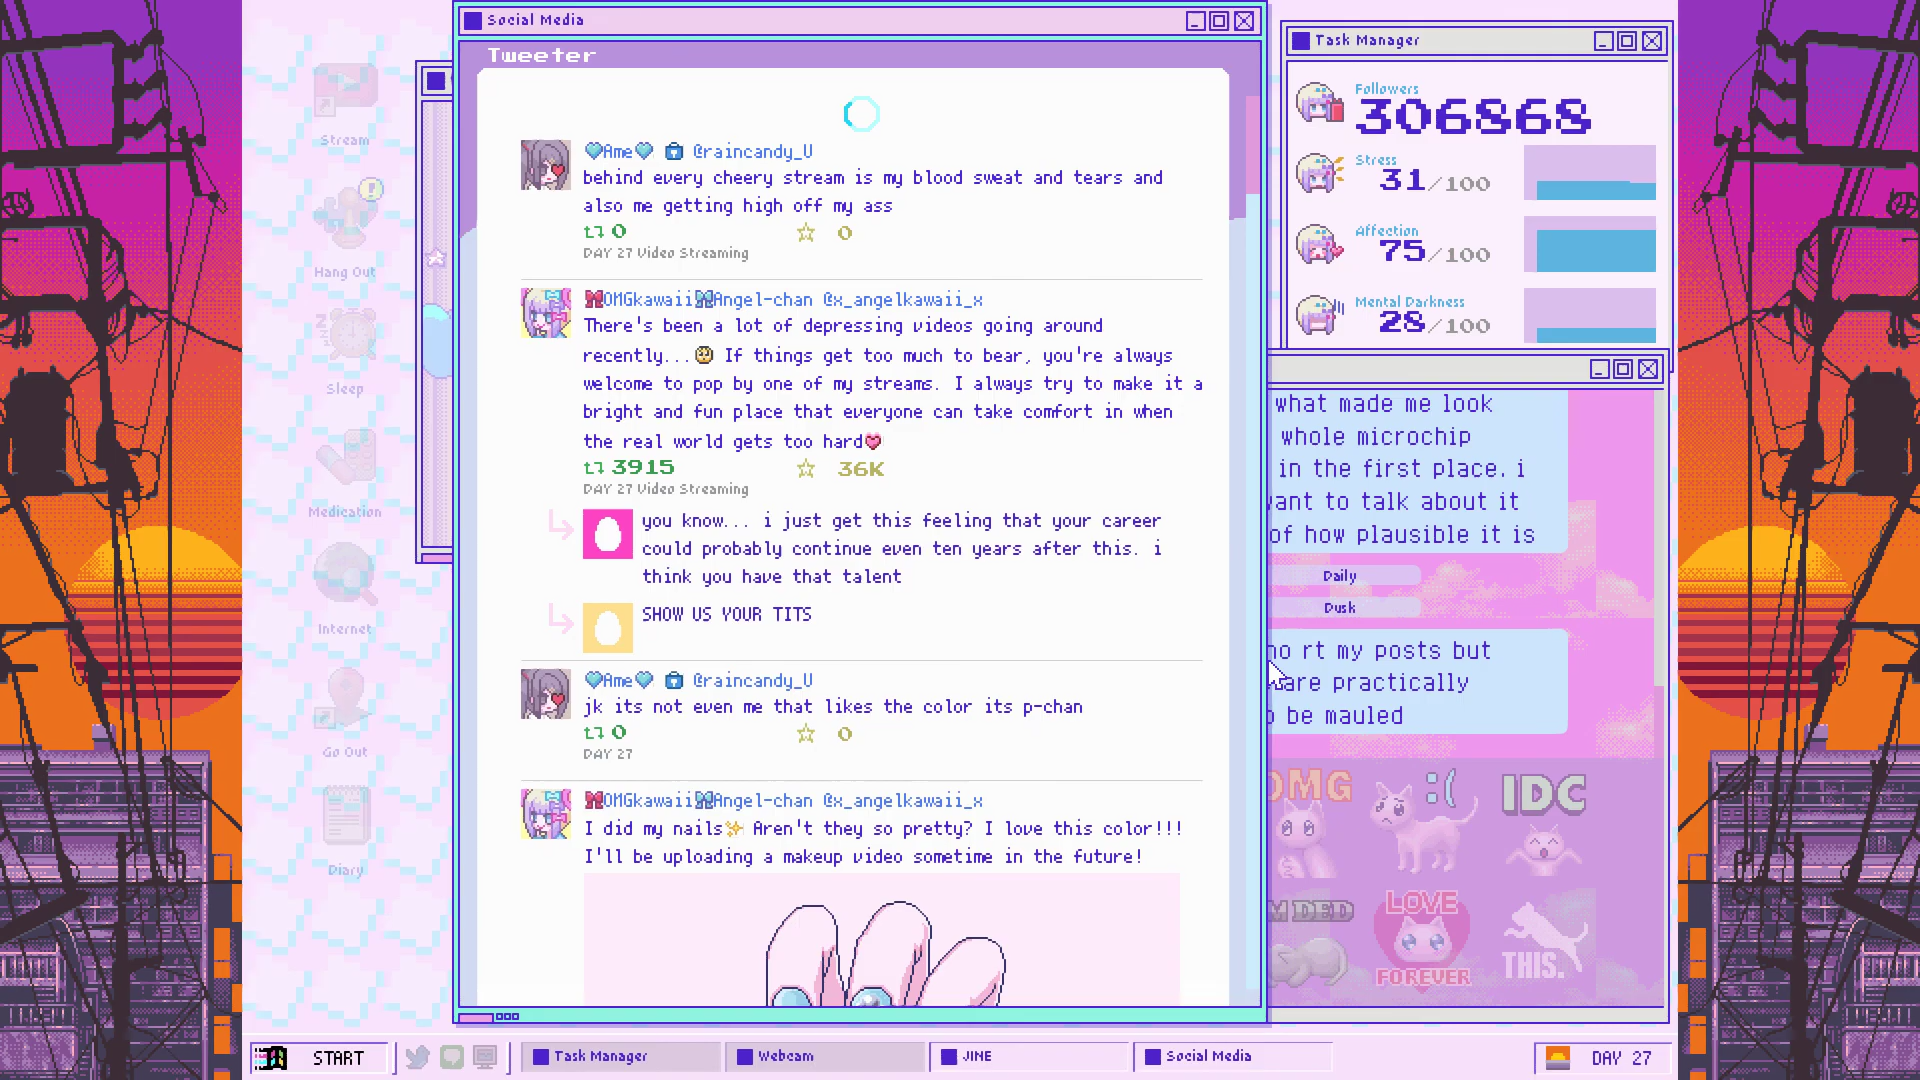 Social Media
Tweeter
Ame @raincandy_U
behind every cheery stream is my blood sweat and tears and
also me getting high off my ass
0 0
DAY 27 Video Streaming
OMGkawaiiAngel-chan @x_angelkawaii_x
There's been a lot of depressing videos going around
recently... If things get too much to bear, you're always
welcome to pop by one of my streams. I always try to make it a
bright and fun place that everyone can take comfort in when
the real world gets too hard
3915 36K
DAY 27 Video Streaming
you know... i just get this feeling that your career
could probably continue even ten years after this. i
think you have that talent
SHOW US YOUR TITS
Ame @raincandy_U
jk its not even me that likes the color its p-chan
0 0
DAY 27
OMGkawaiiAngel-chan @x_angelkawaii_x
I did my nails Aren't they so pretty? I love this color!!!
I'll be uploading a makeup video sometime in the future!
Task Manager
Followers
306868
Stress
31/100
Affection
75/100
Mental Darkness
28/100
what made me look
whole microchip
in the first place. i
want to talk about it
of how plausible it is
Daily
Dusk
no rt my posts but
are practically
be mauled
OMG :( IDC
M DED LOVE FOREVER THIS.
Stream
Hang Out
Sleep
Medication
Internet
Go Out
Diary
START Task Manager Webcam JINE Social Media DAY 27